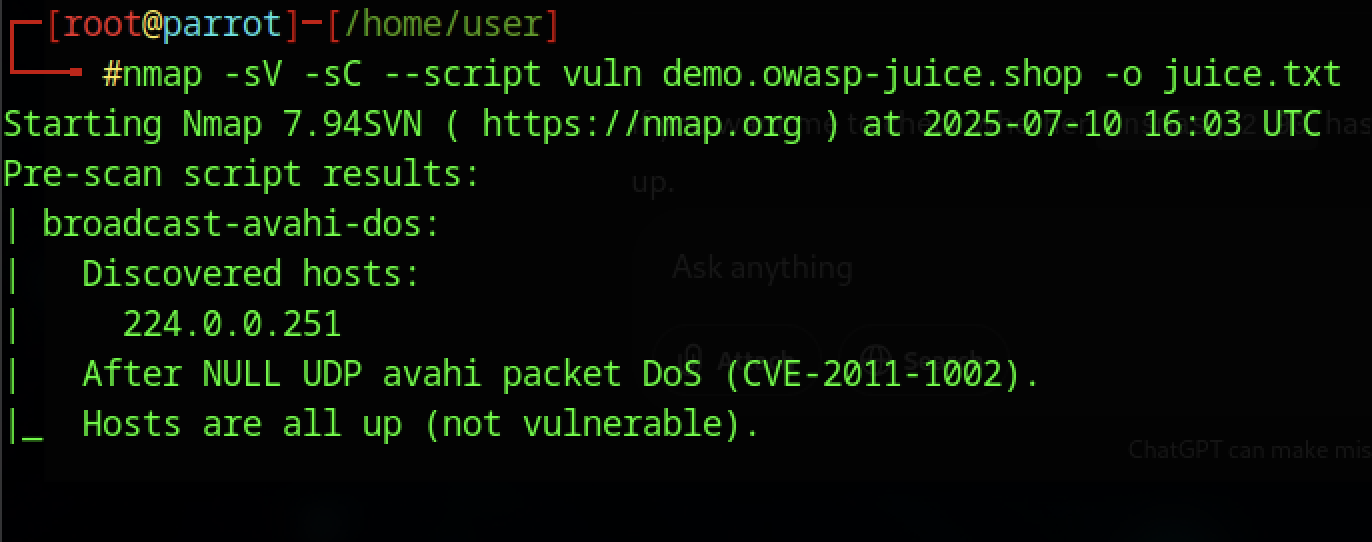 [root@parrot]─[/home/user]
#nmap -sV -sC --script vuln demo.owasp-juice.shop -o juice.txt
Starting Nmap 7.94SVN ( https://nmap.org ) at 2025-07-10 16:03 UTC
Pre-scan script results:
| broadcast-avahi-dos:
|   Discovered hosts:
|     224.0.0.251
|   After NULL UDP avahi packet DoS (CVE-2011-1002).
|_  Hosts are all up (not vulnerable).
up.
Ask anything
Attach Search
ChatGPT can make mis